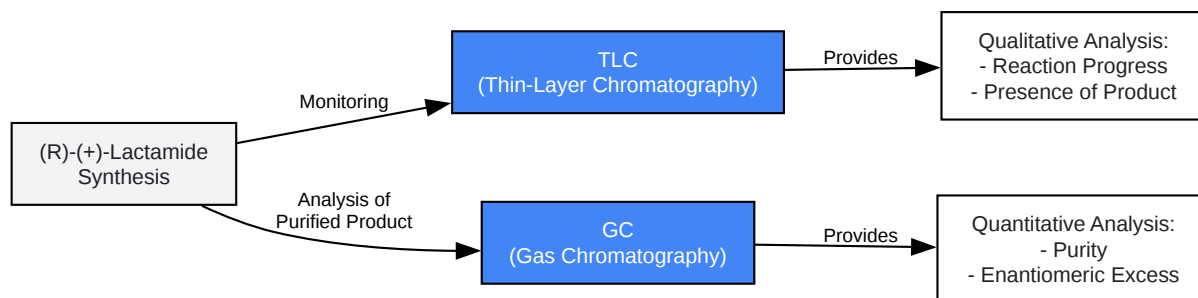 (R)-(+)-Lactamide
Synthesis
Monitoring
TLC
(Thin-Layer Chromatography)
Provides
Qualitative Analysis:
- Reaction Progress
- Presence of Product
Analysis of
Purified Product
GC
(Gas Chromatography)
Provides
Quantitative Analysis:
- Purity
- Enantiomeric Excess